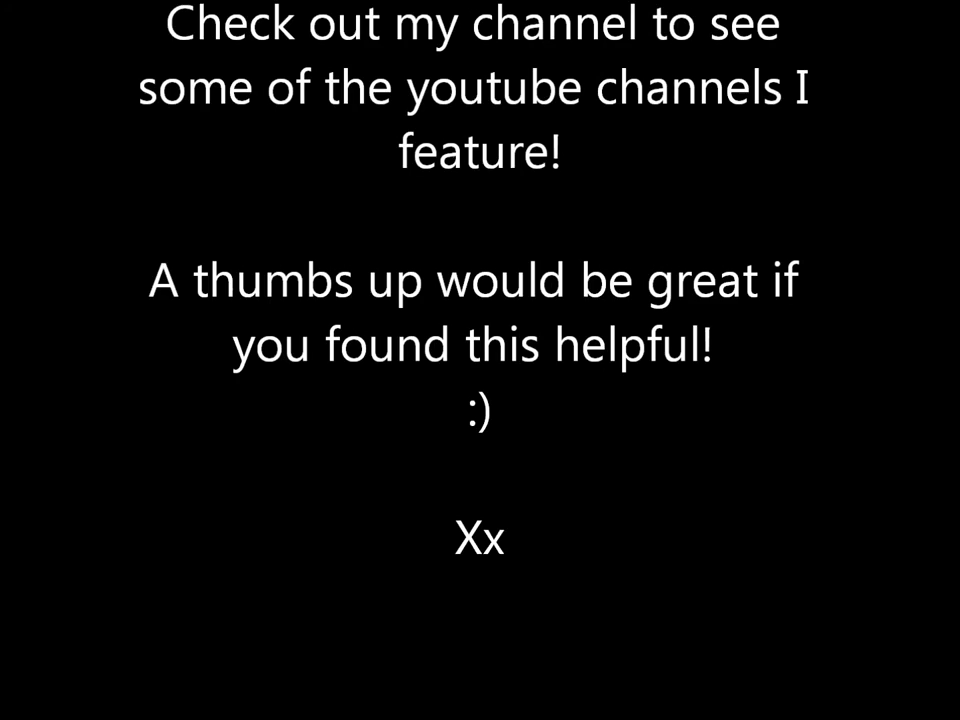 Check out my channel to see
some of the youtube channels I
feature!
A thumbs up would be great if
you found this helpful!
:)
Xx